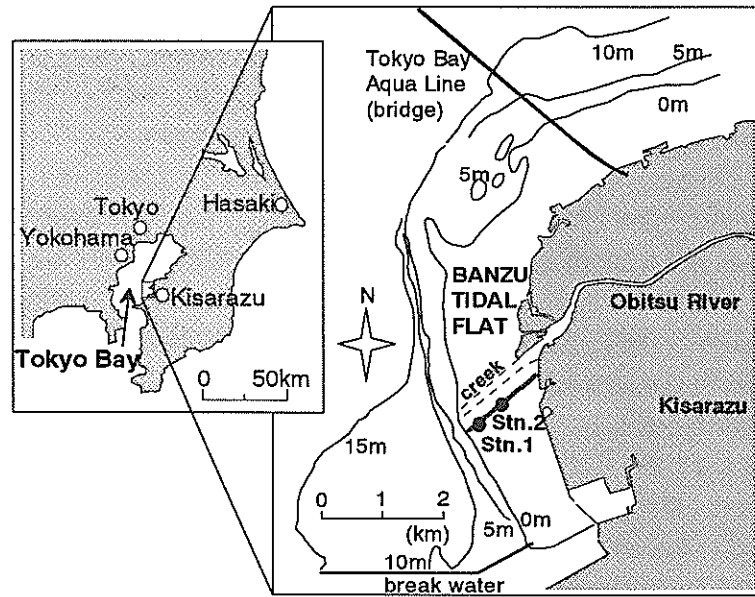 Tokyo
Yokohama
Hasaki
Kisarazu
Tokyo Bay
0 50km
Tokyo Bay
Aqua Line
(bridge)
10m
5m
0m
5m
N
BANZU
TIDAL
FLAT
Obitsu River
creek
Kisarazu
Stn.2
Stn.1
15m
0 1 2
(km)
0m
5m
10m
break water